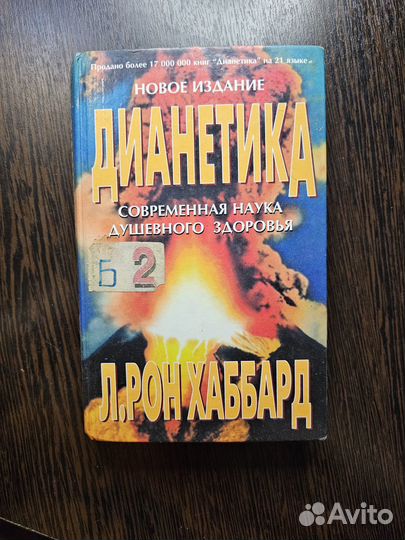 Продано более 17 000 000 книг "Дианетика" на 21 языке
НОВОЕ ИЗДАНИЕ
ДИАНЕТИКА
СОВРЕМЕННАЯ НАУКА
ДУШЕВНОГО ЗДОРОВЬЯ
Б 2
Л.РОН ХАББАРД
Avito